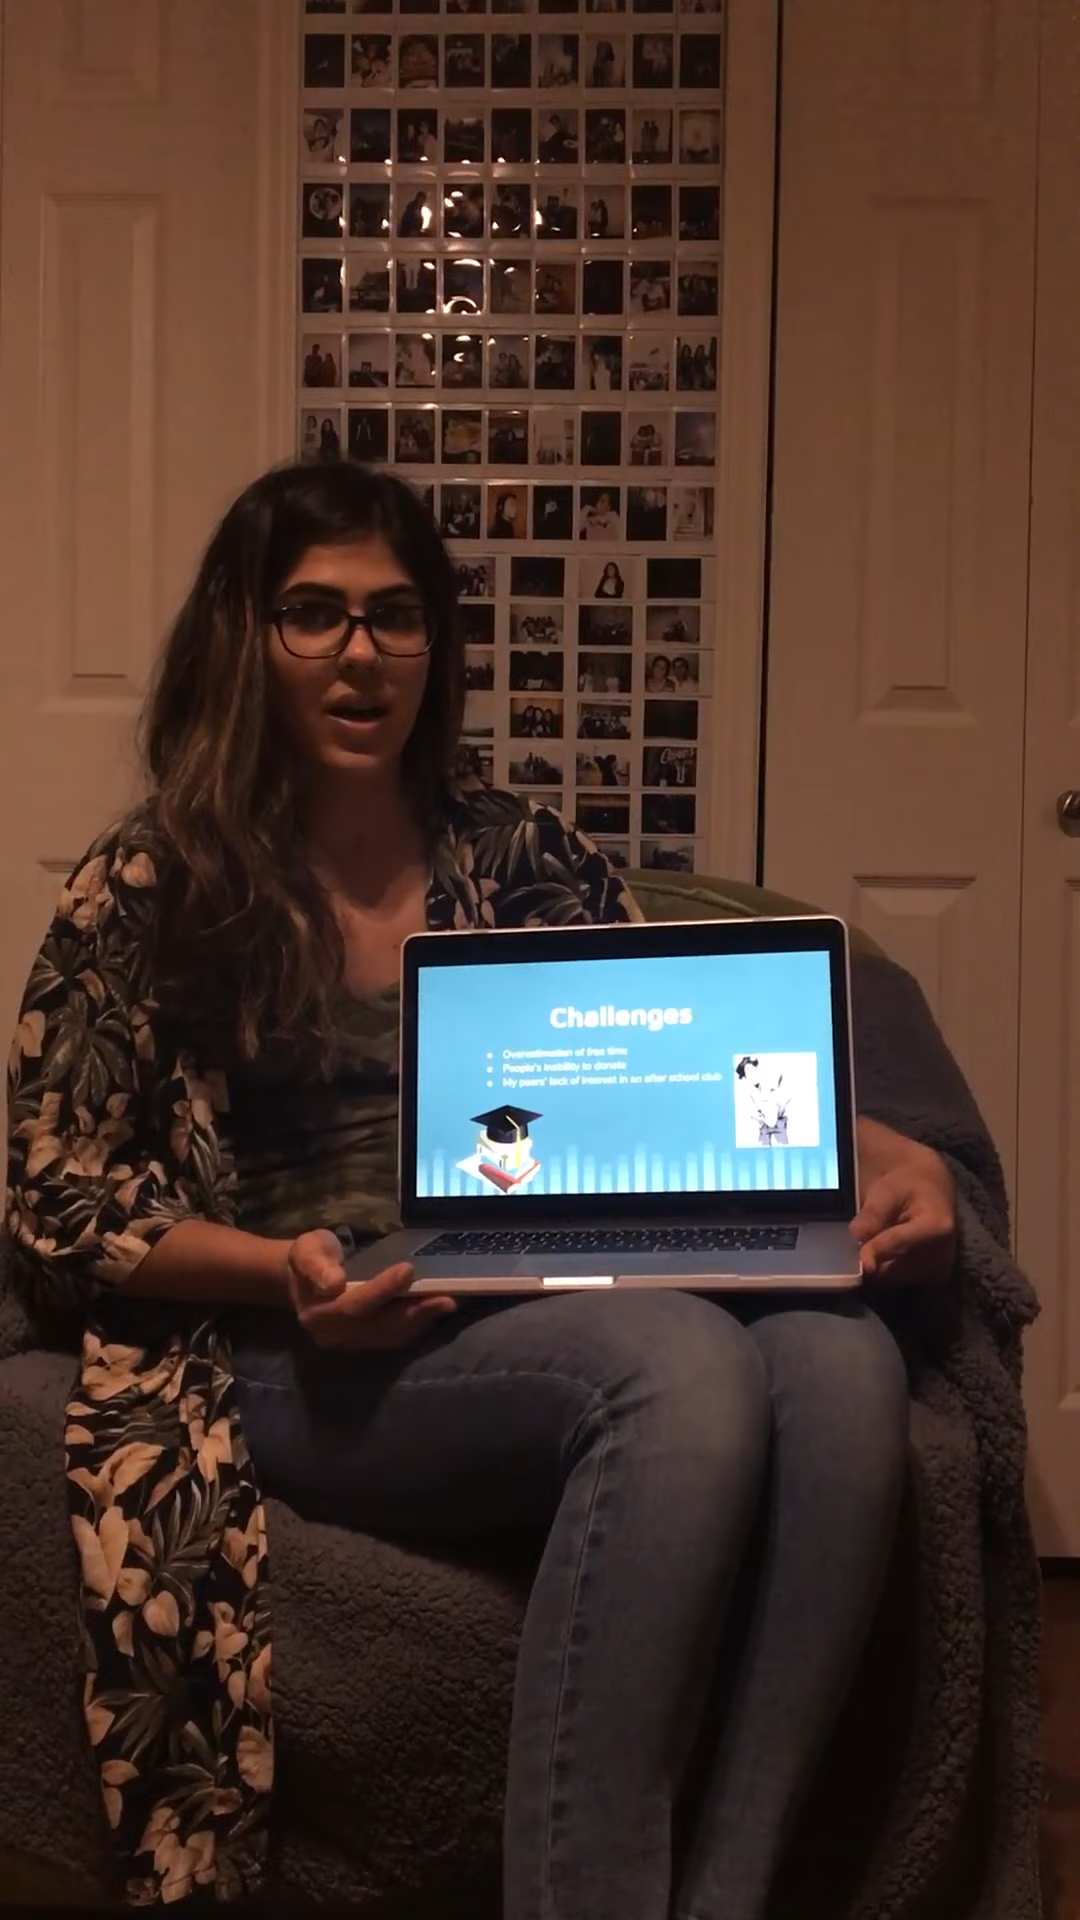 Challenges
Overestimation of free time
People's inability to donate
My peers' lack of interest in an after school club